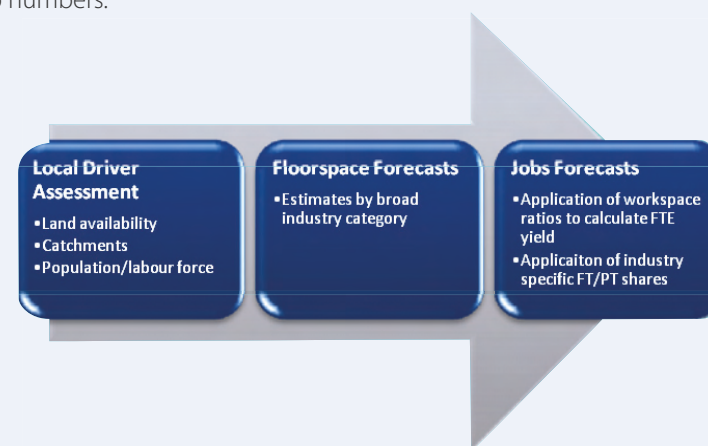 numbers.
Local Driver
Assessment
•Land availability
•Catchments
•Population/labour force
Floorspace Forecasts
•Estimates by broad
industry category
Jobs Forecasts
•Application of workspace
ratios to calculate FTE
yield
•Applicaiton of industry
specific FT/PT shares